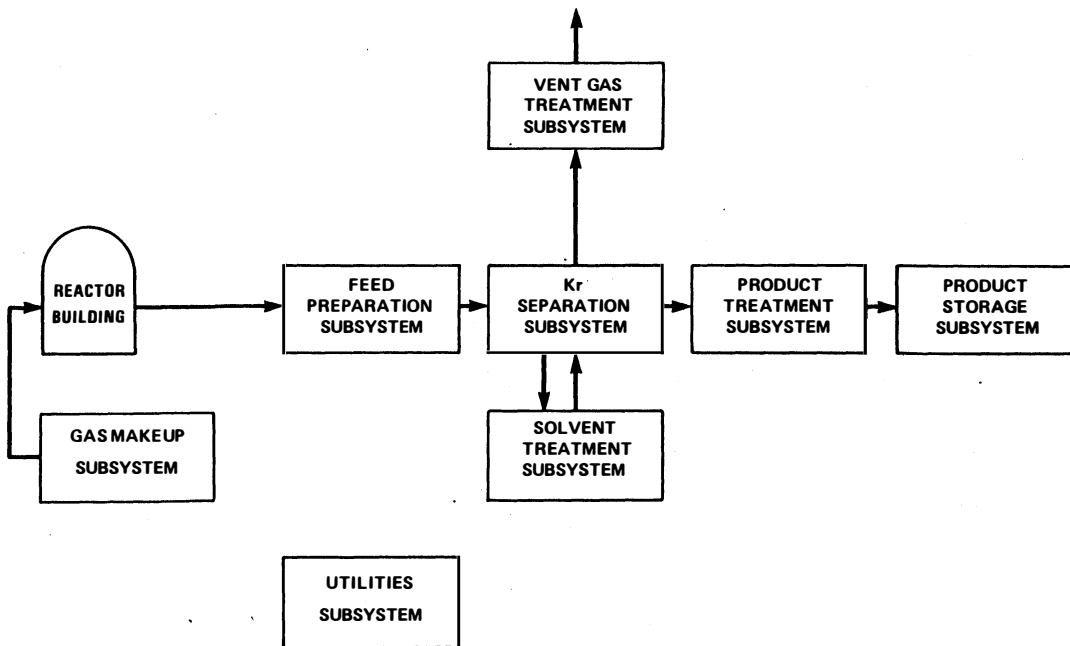 VENT GAS
TREATMENT
SUBSYSTEM
REACTOR
BUILDING
FEED
PREPARATION
SUBSYSTEM
Kr
SEPARATION
SUBSYSTEM
PRODUCT
TREATMENT
SUBSYSTEM
PRODUCT
STORAGE
SUBSYSTEM
GAS MAKEUP
SUBSYSTEM
SOLVENT
TREATMENT
SUBSYSTEM
UTILITIES
SUBSYSTEM